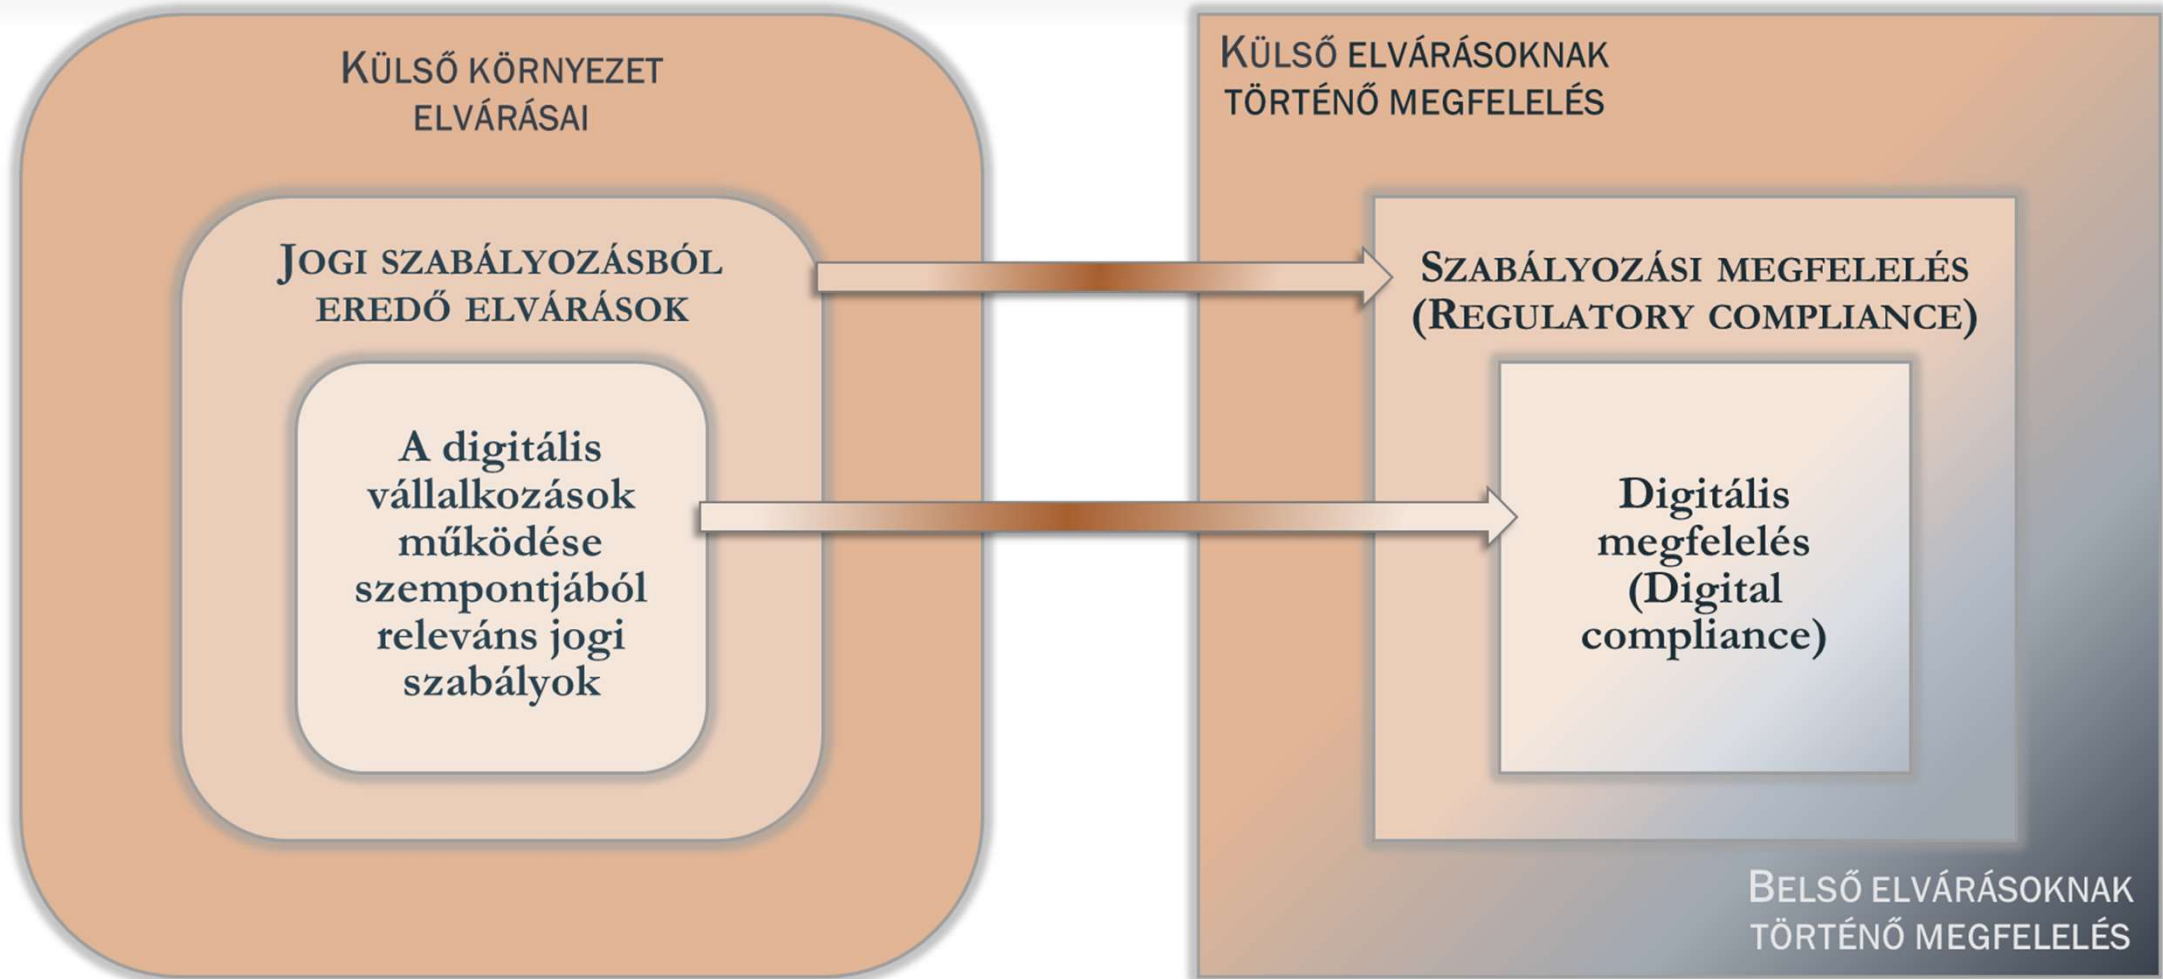 KÜLSŐ KÖRNYEZET
ELVÁRÁSAI
JOGI SZABÁLYOZÁSBÓL
EREDŐ ELVÁRÁSOK
A digitális
vállalkozások
működése
szempontjából
releváns jogi
szabályok
KÜLSŐ ELVÁRÁSOKNAK
TÖRTÉNŐ MEGFELELÉS
SZABÁLYOZÁSI MEGFELELÉS
(REGULATORY COMPLIANCE)
Digitális
megfelelés
(Digital
compliance)
BELSŐ ELVÁRÁSOKNAK
TÖRTÉNŐ MEGFELELÉS